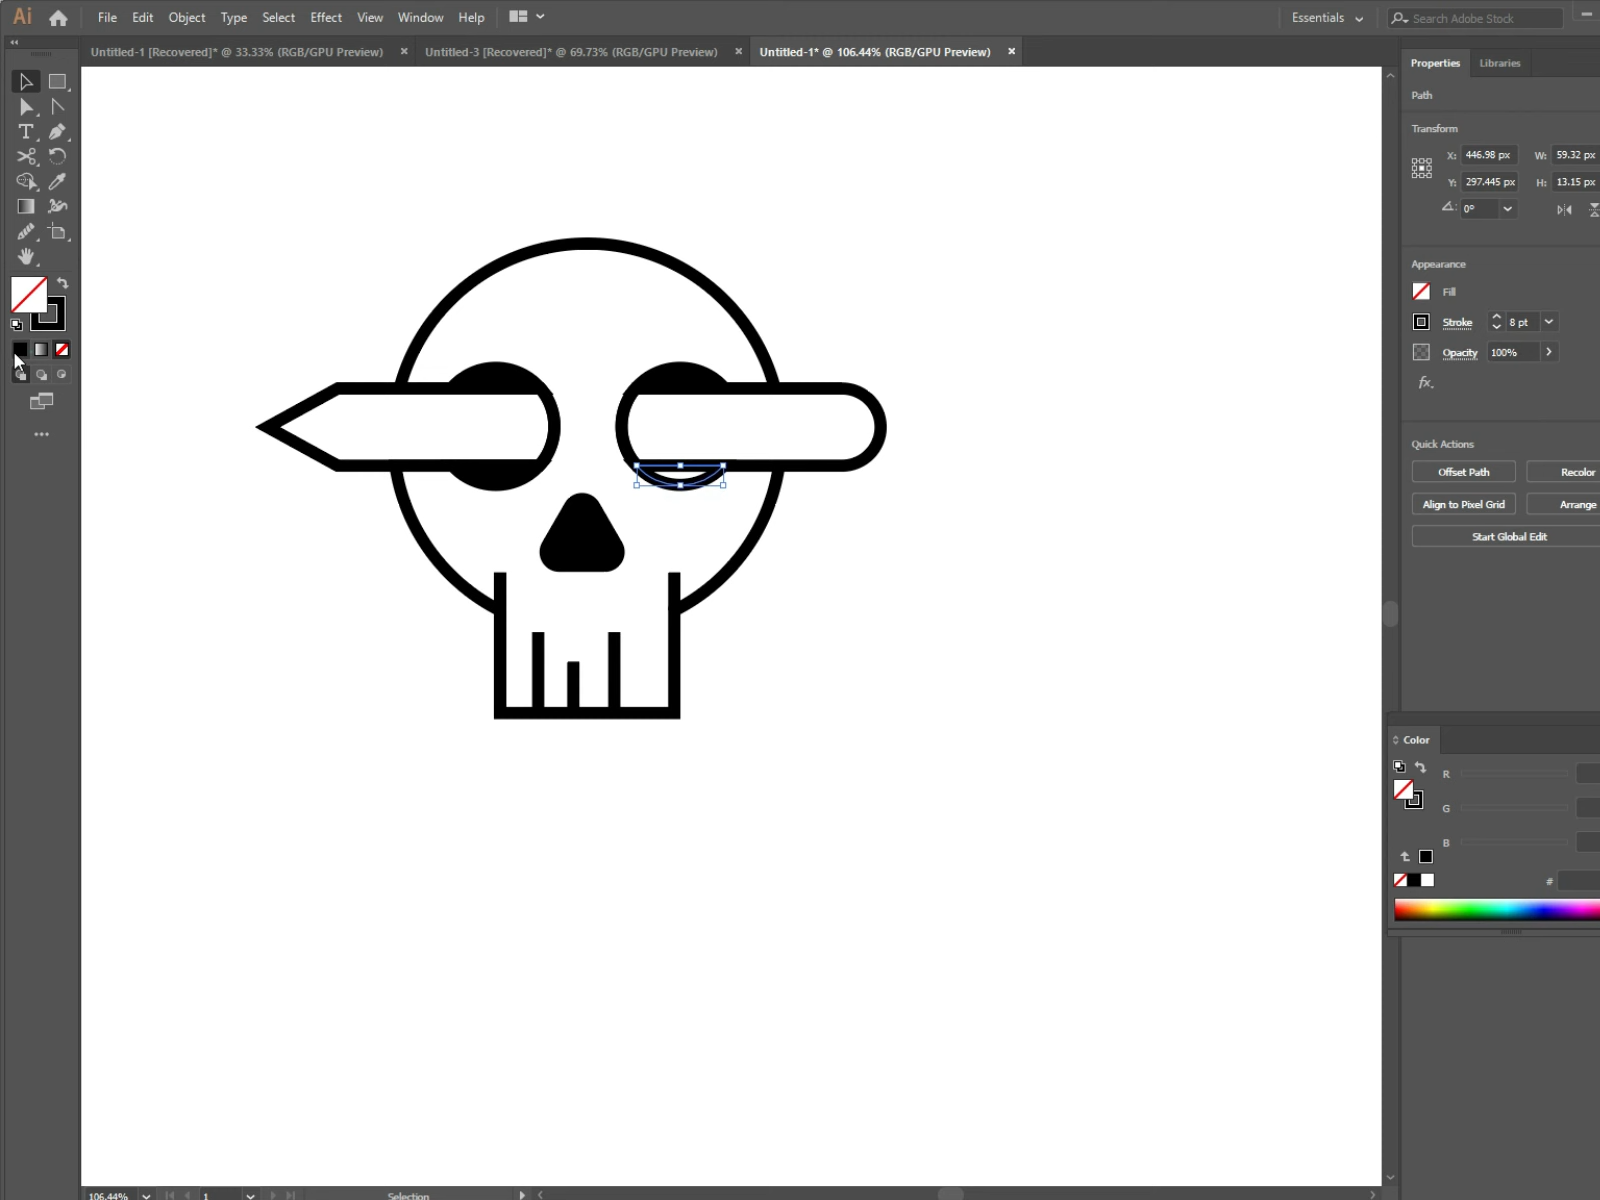 Ai File Edit Object Type Select Effect View Window Help Essentials Search Adobe Stock
Untitled-1 [Recovered]* @ 33.33% (RGB/GPU Preview) × Untitled-3 [Recovered]* @ 69.73% (RGB/GPU Preview) × Untitled-1* @ 106.44% (RGB/GPU Preview) ×
Properties Libraries
Path
Transform
X: 446.98 px W: 59.32 px
Y: 297.445 px H: 13.15 px
0°
Appearance
Fill
Stroke 8 pt
Opacity 100%
fx.
Quick Actions
Offset Path Recolor
Align to Pixel Grid Arrange
Start Global Edit
Color
R
G
B
#
106.44% 1 Selection